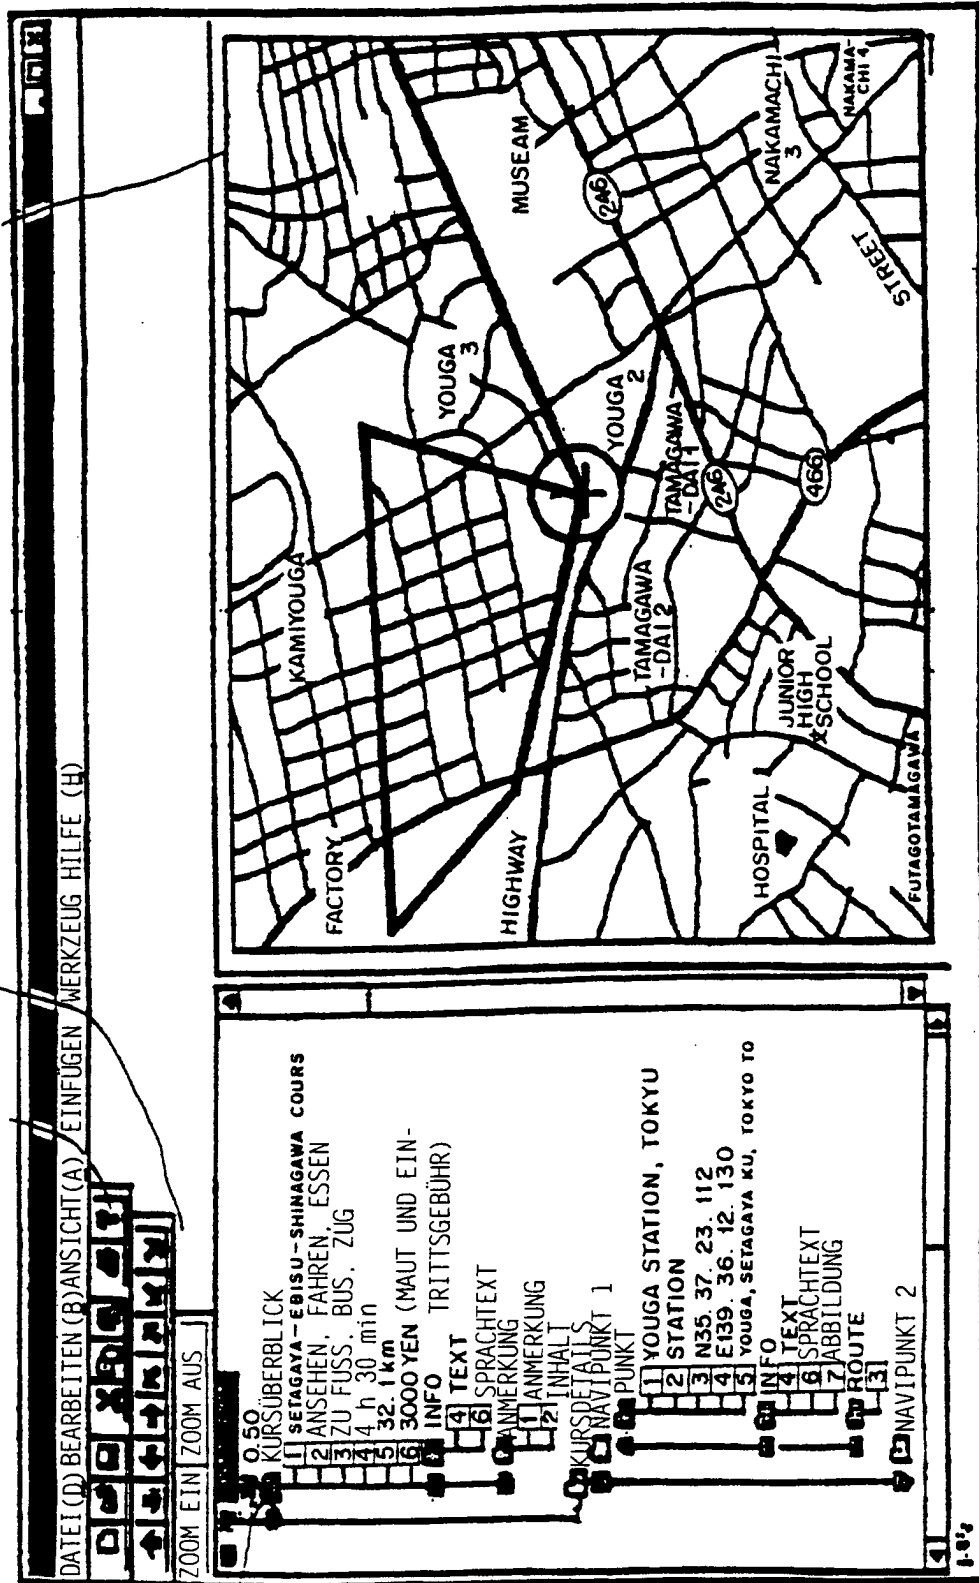 DATEI(D) BEARBEITEN(B) ANSICHT(A) EINFUGEN WERKZEUG HILFE (H)
ZOOM EIN ZOOM AUS
0.50
KURSÜBERBLICK
1 SETAGAYA-EBISU-SHINAGAWA COURS
2 ANSEHEN, FAHREN, ESSEN
3 ZU FUSS, BUS, ZUG
4 4 h 30 min
5 32. 1km
6 3000 YEN (MAUT UND EIN-
TRITTSGEBÜHR)
INFO
4 TEXT
6 SPRACHTEXT
ANMERKUNG
1 ANMERKUNG
2 INHALT
KURSDETAILS
NAVIPUNKT 1
PUNKT
1 YOUGA STATION, TOKYU
2 STATION
3 N35. 37. 23. 112
4 E139. 36. 12. 130
5 YOUGA, SETAGAYA KU, TOKYO TO
INFO
4 TEXT
6 SPRACHTEXT
7 ABBILDUNG
ROUTE
3
NAVIPUNKT 2
FACTORY
KAMIYOUGA
YOUGA
3
MUSEAM
HIGHWAY
YOUGA
2
246
TAMAGAWA
-DAI 2
TAMAGAWA
-DAI 1
246
466
NAKAMACHI
3
NAKAMA-
CHI 4
STREET
HOSPITAL
JUNIOR
HIGH
SCHOOL
FUTAGOTAMAGAWA